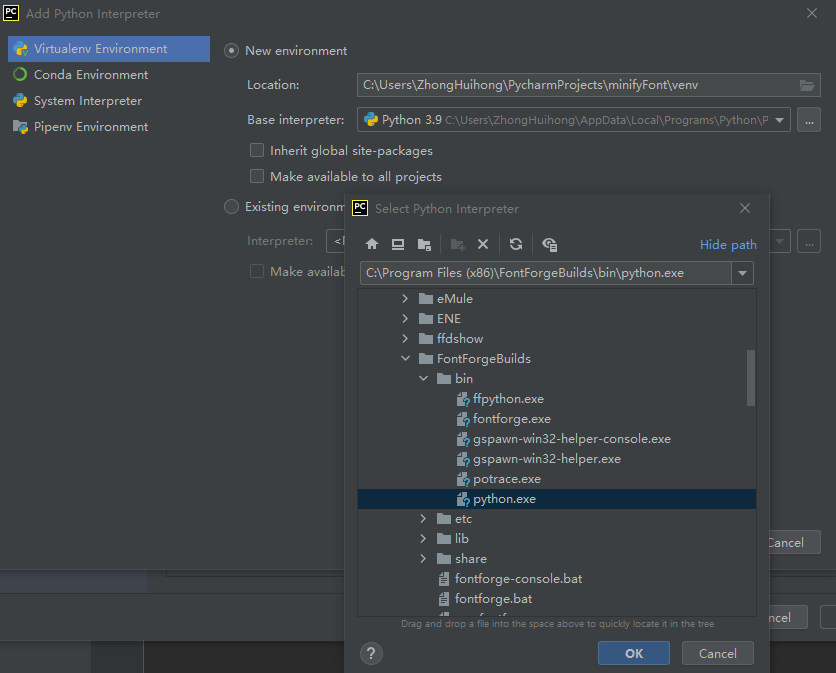 PC Add Python Interpreter
Virtualenv Environment
Conda Environment
System Interpreter
Pipenv Environment
New environment
Location: C:\Users\ZhongHuihong\PycharmProjects\minifyFont\venv
Base interpreter: Python 3.9 C:\Users\ZhongHuihong\AppData\Local\Programs\Python\P ...
Inherit global site-packages
Make available to all projects
Existing environm
Interpreter: ...
Make availab
PC Select Python Interpreter
Hide path
C:\Program Files (x86)\FontForgeBuilds\bin\python.exe
eMule
ENE
ffdshow
FontForgeBuilds
bin
ffpython.exe
fontforge.exe
gspawn-win32-helper-console.exe
gspawn-win32-helper.exe
potrace.exe
python.exe
etc
lib
share
fontforge-console.bat
fontforge.bat
Drag and drop a file into the space above to quickly locate it in the tree
? OK Cancel
Cancel
ncel